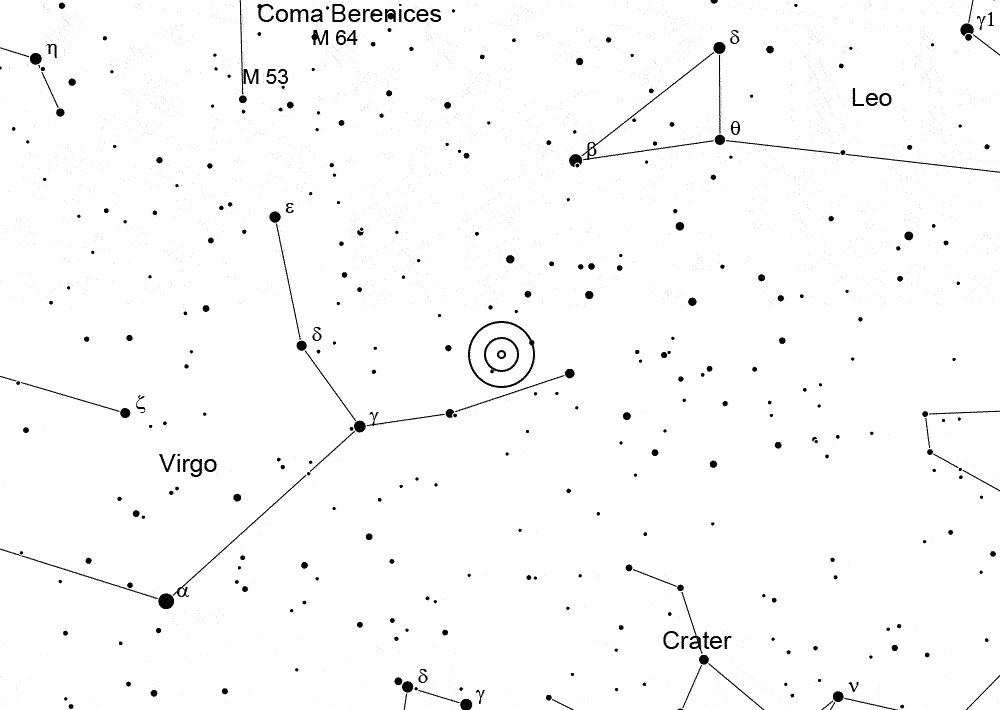 Coma Berenices
γ1
δ
M 64
η
M 53
Leo
θ
β
ε
δ
ζ
γ
Virgo
α
Crater
δ
ν
γ